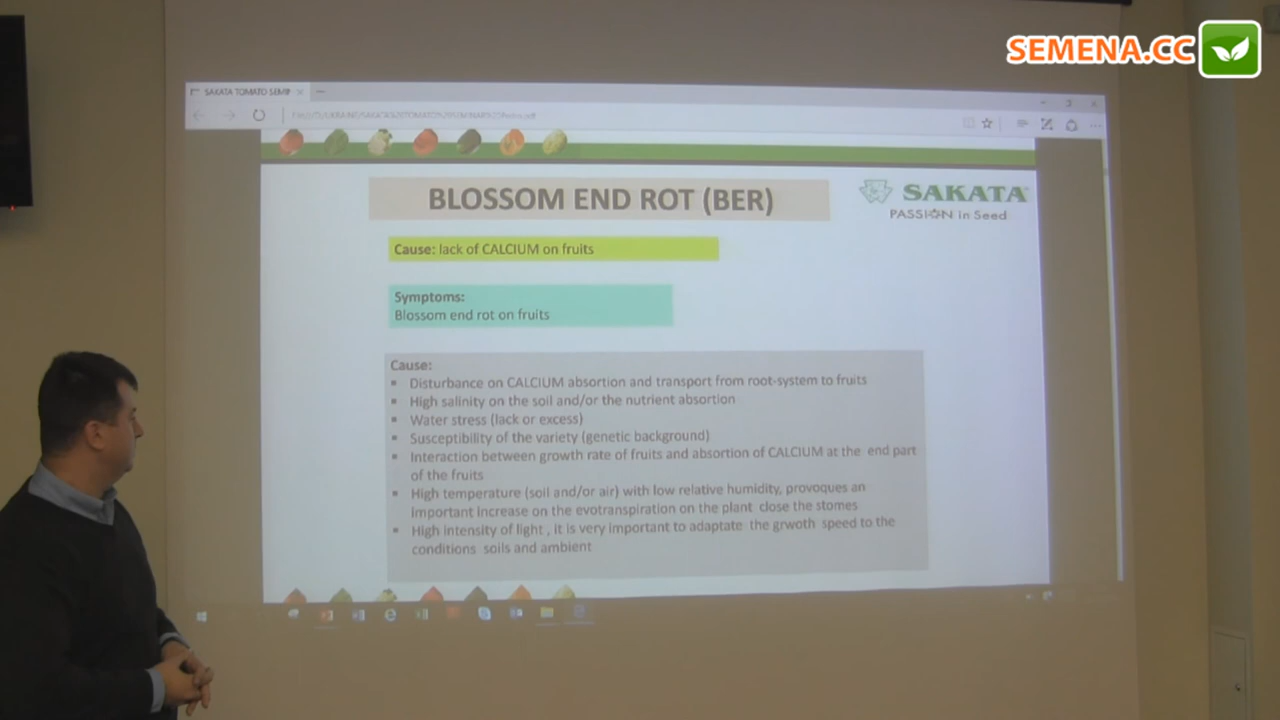 SEMENA.CC
SAKATA TOMATO SEMIN
BLOSSOM END ROT (BER)
SAKATA
PASSION in Seed
Cause: lack of CALCIUM on fruits
Symptoms:
Blossom end rot on fruits
Cause:
▪ Disturbance on CALCIUM absortion and transport from root-system to fruits
▪ High salinity on the soil and/or the nutrient absortion
▪ Water stress (lack or excess)
▪ Susceptibility of the variety (genetic background)
▪ Interaction between growth rate of fruits and absortion of CALCIUM at the end part
of the fruits
▪ High temperature (soil and/or air) with low relative humidity, provoques an
important increase on the evotranspiration on the plant close the stomes
▪ High intensity of light , it is very important to adaptate the grwoth speed to the
conditions soils and ambient